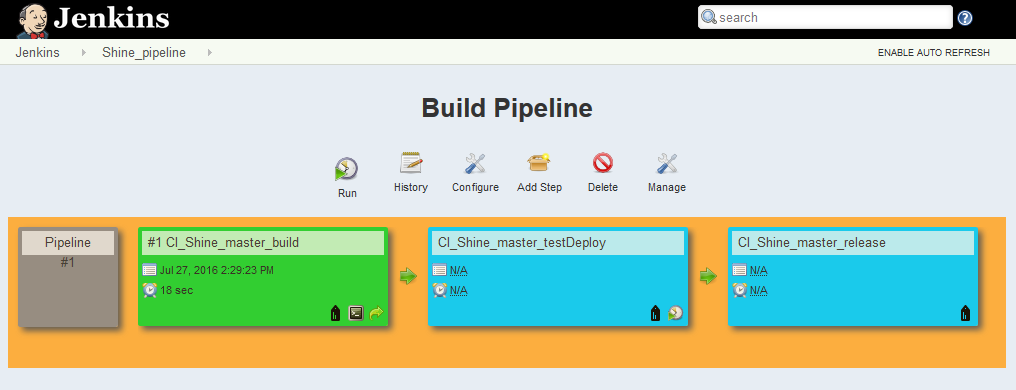 Jenkins
search
Jenkins Shine_pipeline
ENABLE AUTO REFRESH
Build Pipeline
Run
History
Configure
Add Step
Delete
Manage
Pipeline
#1
#1 CI_Shine_master_build
Jul 27, 2016 2:29:23 PM
18 sec
CI_Shine_master_testDeploy
N/A
N/A
CI_Shine_master_release
N/A
N/A